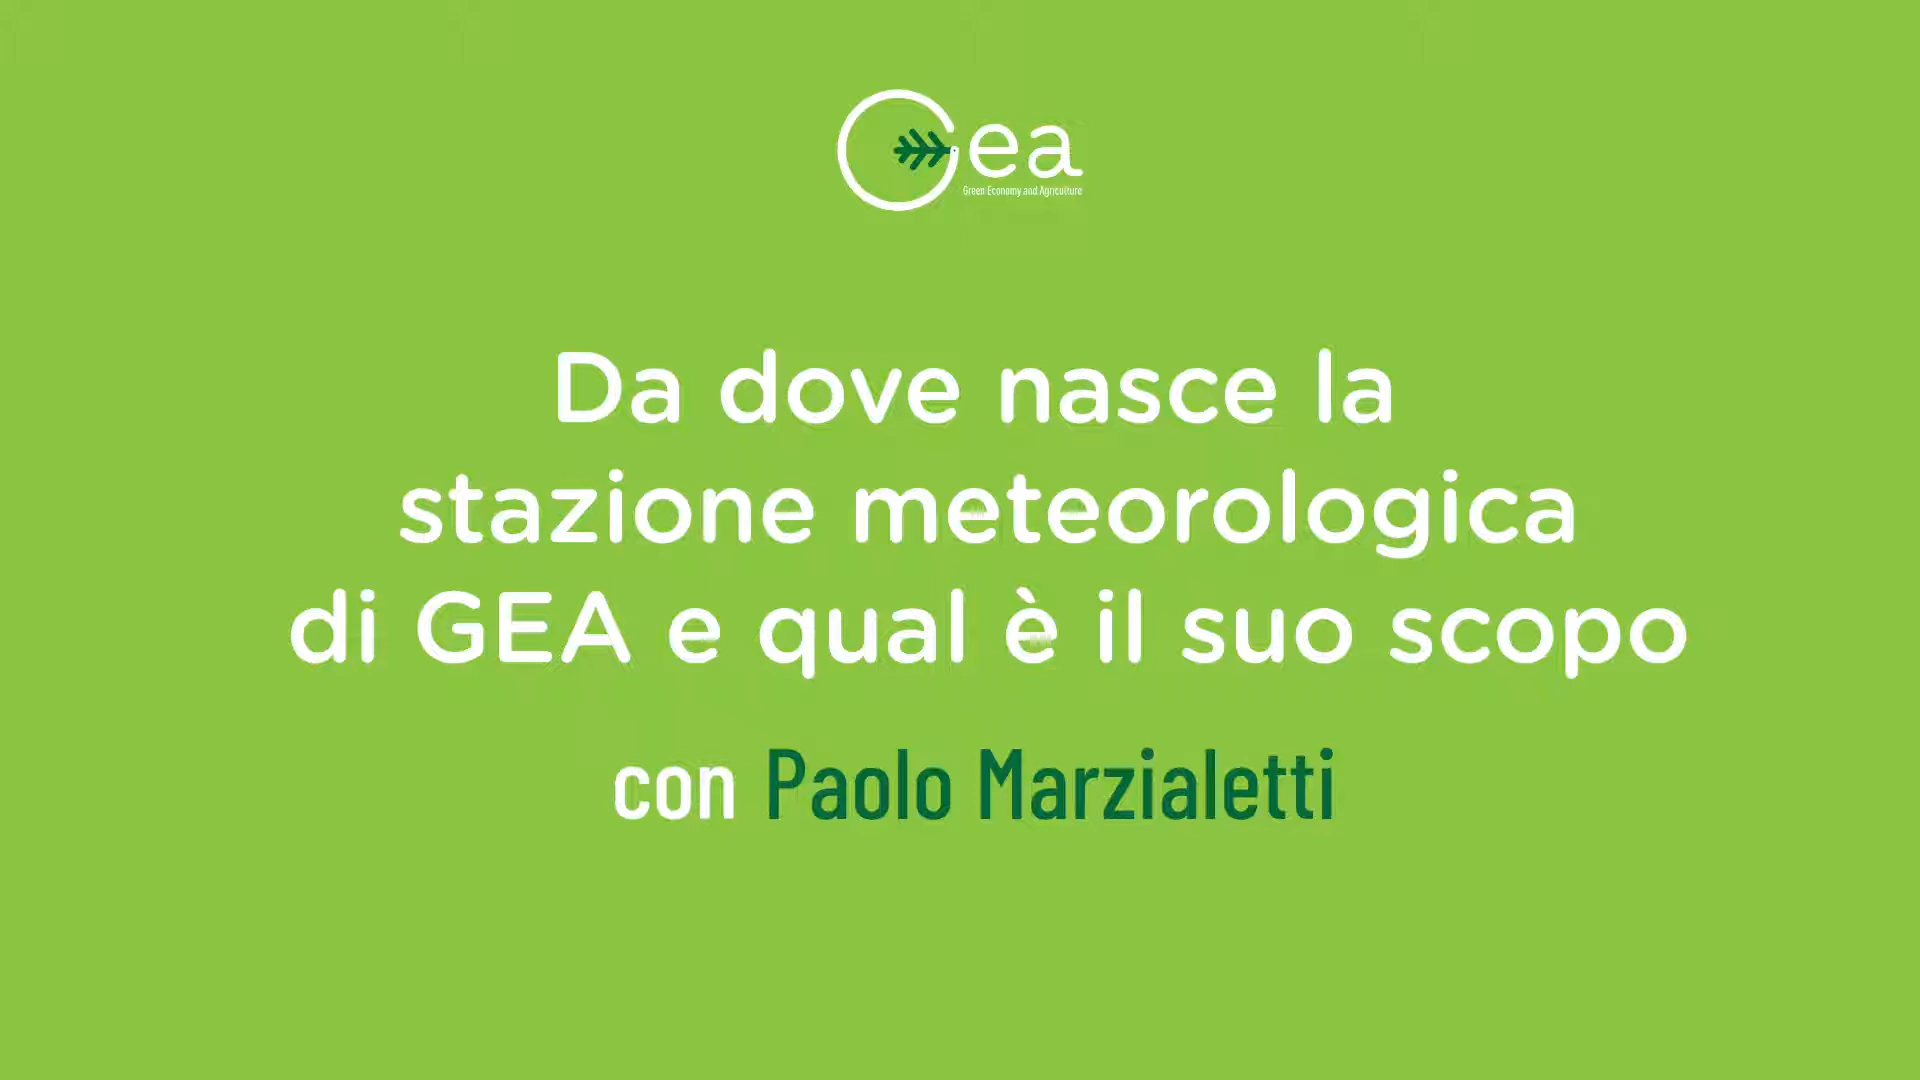 Gea
Green Economy and Agriculture
Da dove nasce la
stazione meteorologica
di GEA e qual è il suo scopo
con Paolo Marzialetti